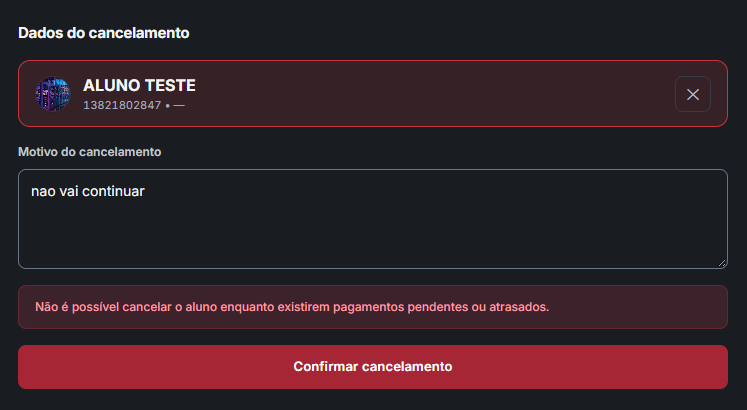 Dados do cancelamento
ALUNO TESTE
13821802847 • —
Motivo do cancelamento
nao vai continuar
Não é possível cancelar o aluno enquanto existirem pagamentos pendentes ou atrasados.
Confirmar cancelamento